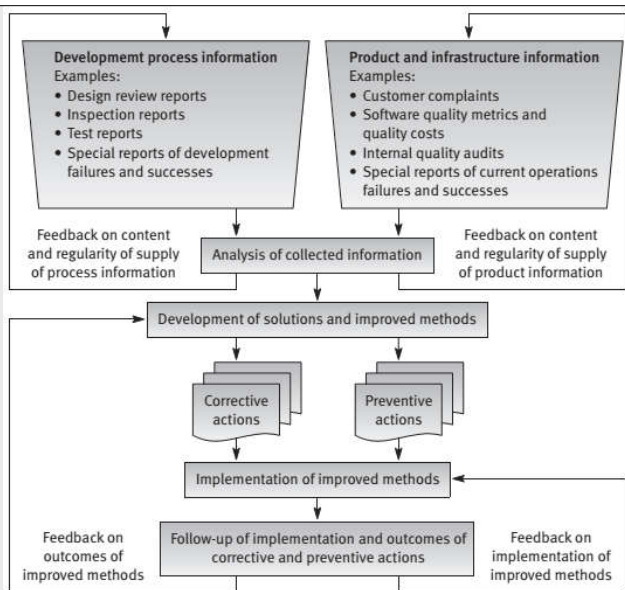 Developmemt process information
Examples:
• Design review reports
• Inspection reports
• Test reports
• Special reports of development
failures and successes
Product and infrastructure information
Examples:
• Customer complaints
• Software quality metrics and
quality costs
• Internal quality audits
• Special reports of current operations
failures and successes
Feedback on content
and regularity of supply
of process information
Analysis of collected information
Feedback on content
and regularity of supply
of product information
Development of solutions and improved methods
Corrective
actions
Preventive
actions
Implementation of improved methods
Feedback on
outcomes of
improved methods
Follow-up of implementation and outcomes of
corrective and preventive actions
Feedback on
implementation of
improved methods